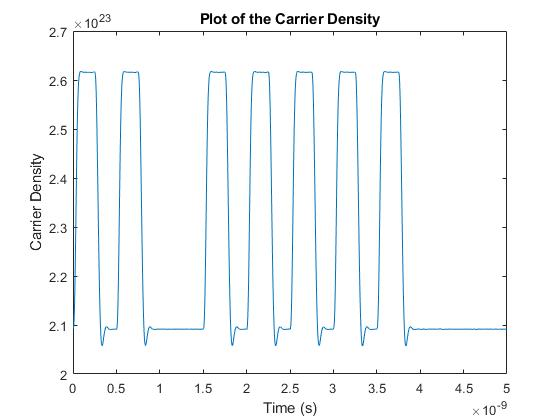 Plot of the Carrier Density
×10^23
2.7
2.6
2.5
2.4
2.3
2.2
2.1
2
Carrier Density
0 0.5 1 1.5 2 2.5 3 3.5 4 4.5 5
Time (s)
×10^-9